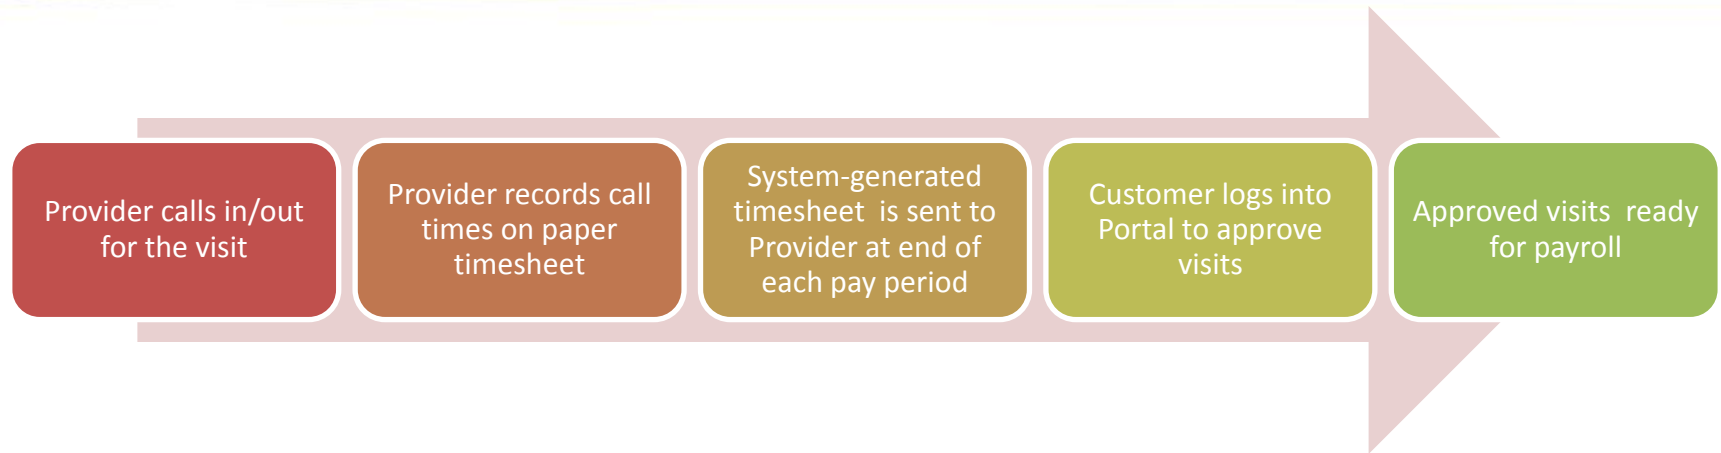 Provider calls in/out
for the visit
Provider records call
times on paper
timesheet
System-generated
timesheet  is sent to
Provider at end of
each pay period
Customer logs into
Portal to approve
visits
Approved visits  ready
for payroll